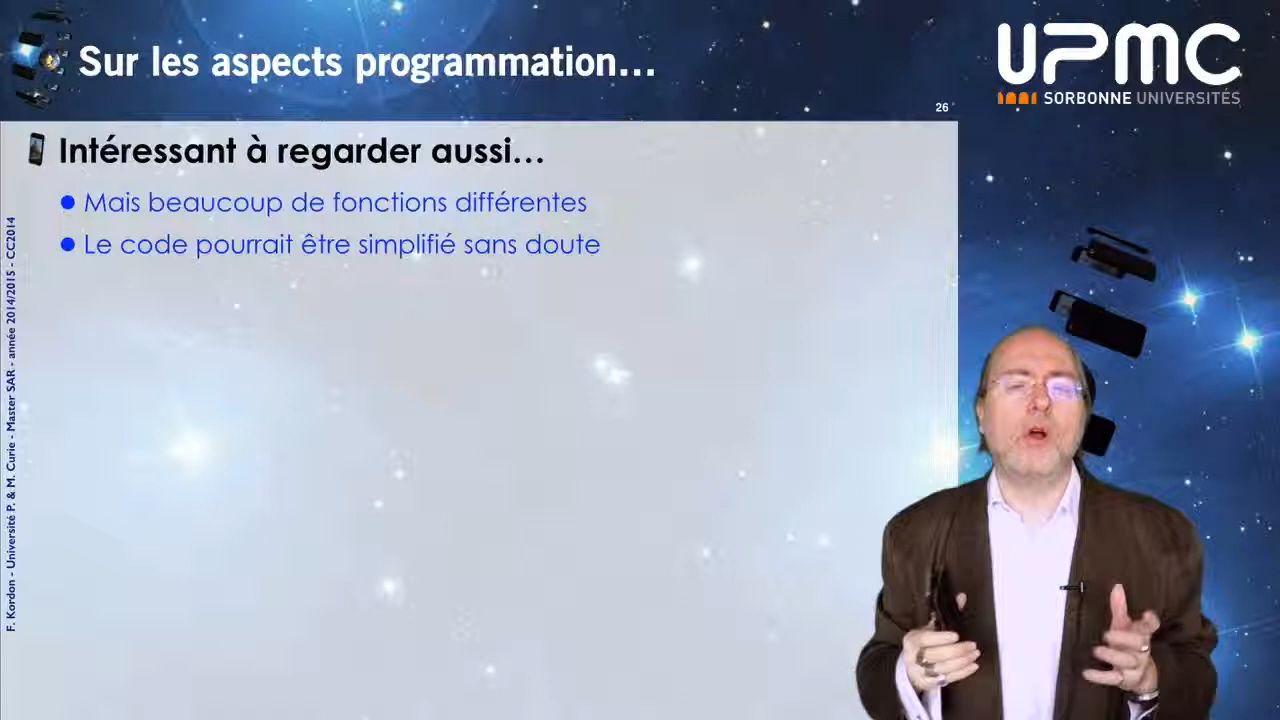 Sur les aspects programmation...
UPMC
SORBONNE UNIVERSITÉS
26
Intéressant à regarder aussi...
Mais beaucoup de fonctions différentes
Le code pourrait être simplifié sans doute
F. Kordon - Université P. & M. Curie - Master SAR - année 2014/2015 - CC2014